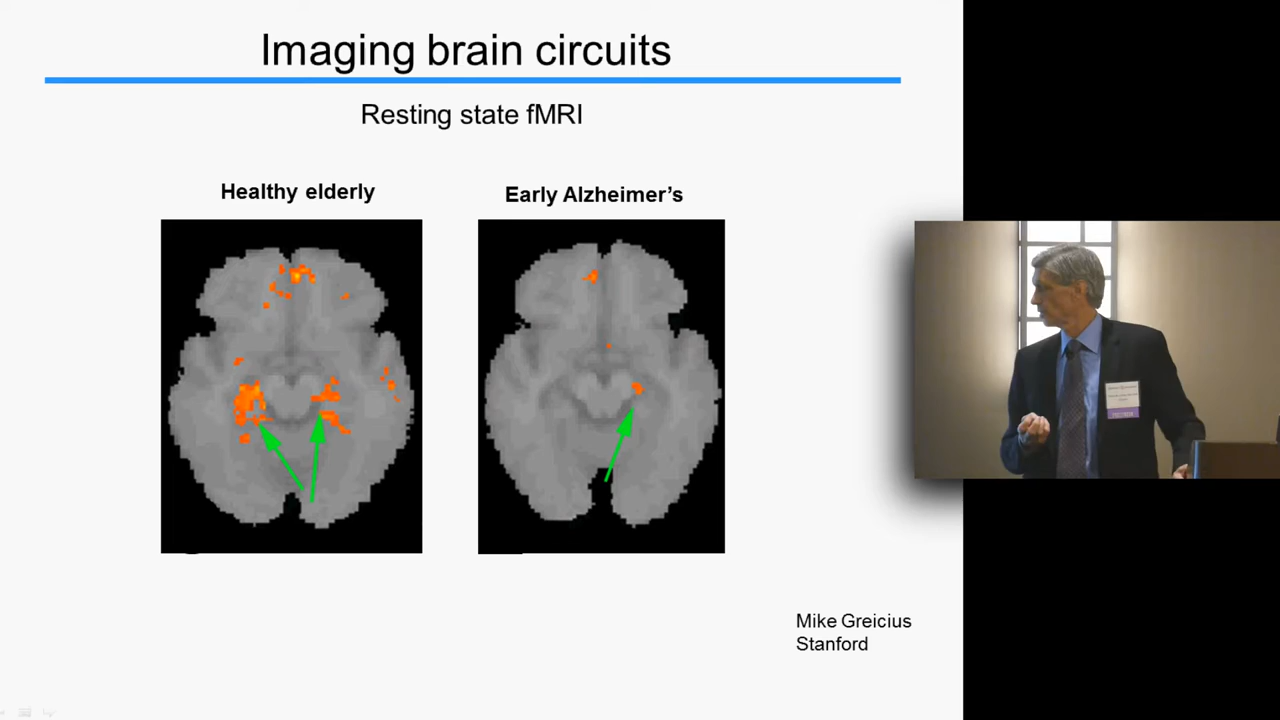 Imaging brain circuits
Resting state fMRI
Healthy elderly
Early Alzheimer’s
Mike Greicius
Stanford